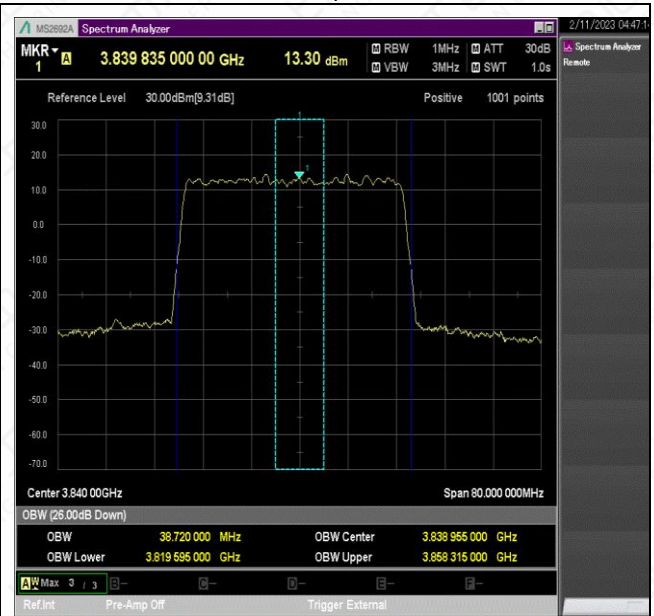 MS2692A Spectrum Analyzer 2/11/2023 04:47:1
MKR 1 A 3.839 835 000 00 GHz 13.30 dBm M RBW 1MHz M ATT 30dB
M VBW 3MHz M SWT 1.0s
Spectrum Analyzer
Remote
Reference Level 30.00dBm[9.31dB] Positive 1001 points
1
30.0
20.0
1
10.0
0.0
-10.0
-20.0
-30.0
-40.0
-50.0
-60.0
-70.0
Center 3.840 00GHz Span 80.000 000MHz
OBW (26.00dB Down)
OBW 38.720 000 MHz OBW Center 3.838 955 000 GHz
OBW Lower 3.819 595 000 GHz OBW Upper 3.858 315 000 GHz
A W Max 3 / 3 B- C- D- E- F-
Ref.Int Pre-Amp Off Trigger External